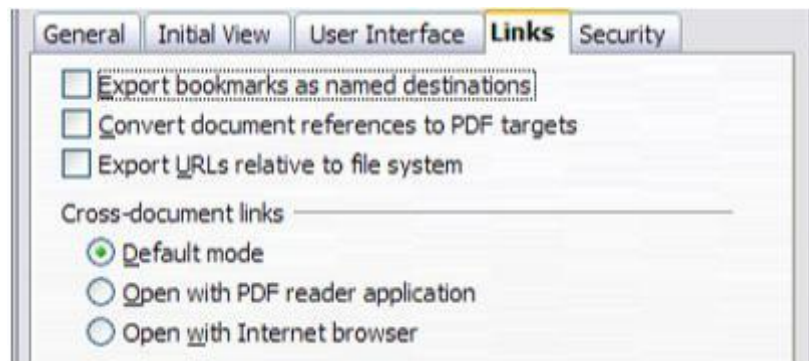 General Initial View User Interface Links Security
Export bookmarks as named destinations
Convert document references to PDF targets
Export URLs relative to file system
Cross-document links
Default mode
Open with PDF reader application
Open with Internet browser